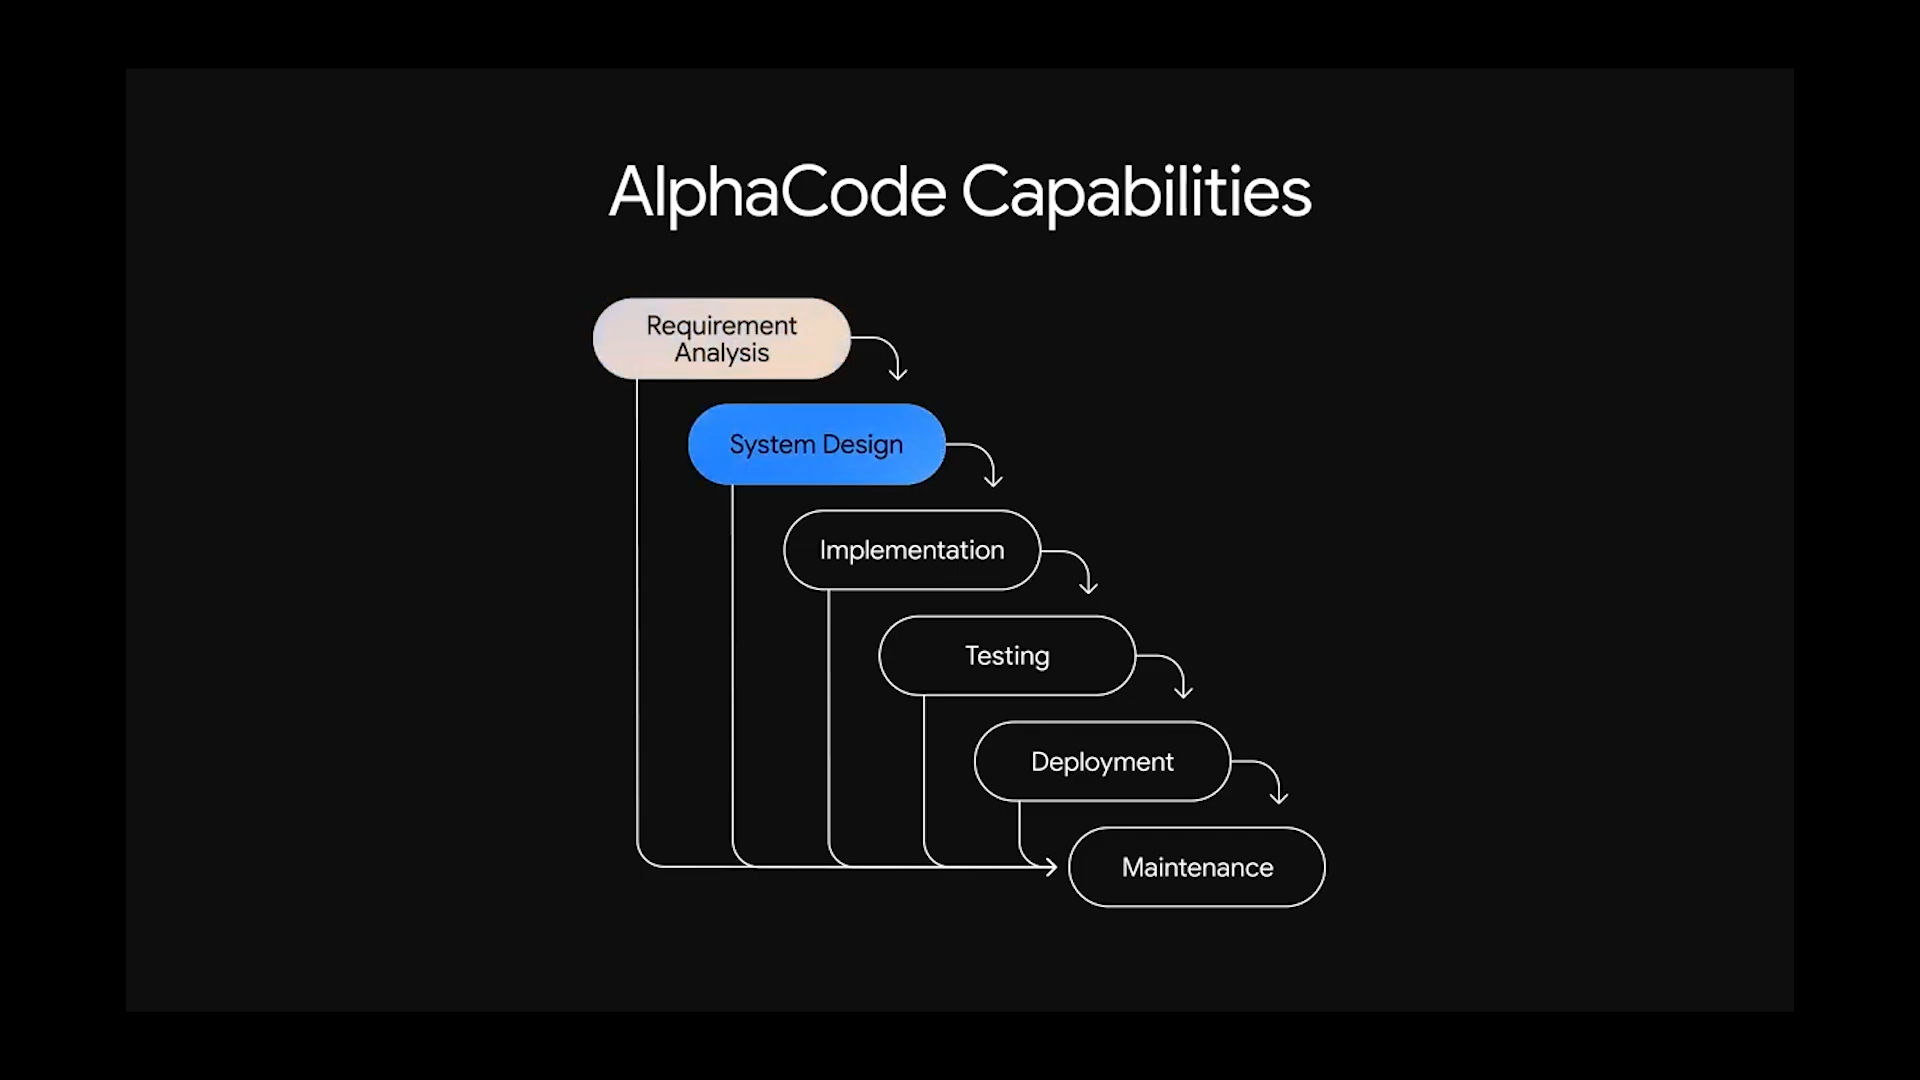 AlphaCode Capabilities
Requirement
Analysis
System Design
Implementation
Testing
Deployment
Maintenance